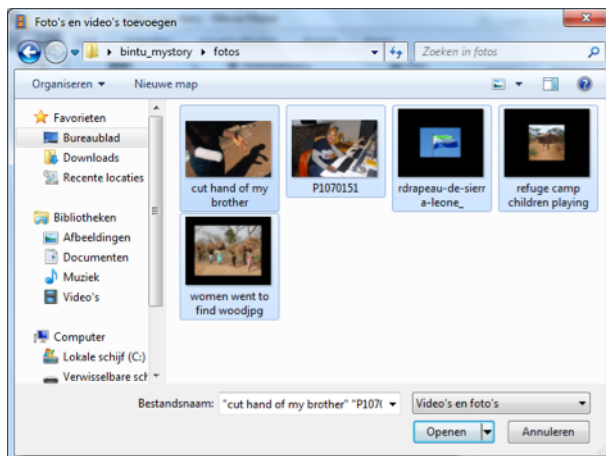 Foto's en video's toevoegen
bintu_mystory ▸ fotos
Zoeken in fotos
Organiseren
Nieuwe map
Favorieten
Bureaublad
Downloads
Recente locaties
Bibliotheken
Afbeeldingen
Documenten
Muziek
Video's
Computer
Lokale schijf (C:)
Verwisselbare sch
cut hand of my
brother
P1070151
rdrapeau-de-sierr
a-leone_
refuge camp
children playing
women went to
find woodjpg
Bestandsnaam: "cut hand of my brother" "P107(
Video's en foto's
Openen
Annuleren